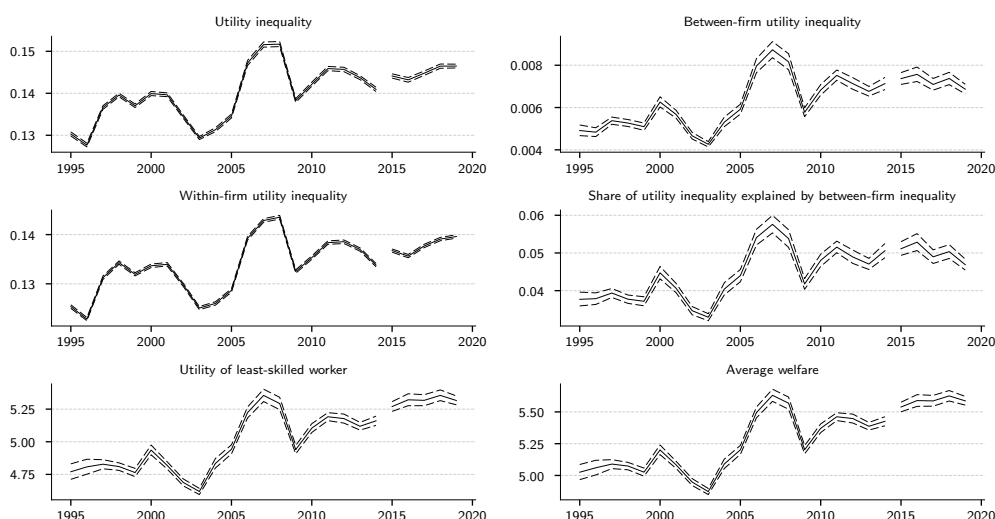 Utility inequality
0.15
0.14
0.13
1995 2000 2005 2010 2015 2020
Between-firm utility inequality
0.008
0.006
0.004
1995 2000 2005 2010 2015 2020
Within-firm utility inequality
0.14
0.13
1995 2000 2005 2010 2015 2020
Share of utility inequality explained by between-firm inequality
0.06
0.05
0.04
1995 2000 2005 2010 2015 2020
Utility of least-skilled worker
5.25
5.00
4.75
1995 2000 2005 2010 2015 2020
Average welfare
5.50
5.25
5.00
1995 2000 2005 2010 2015 2020